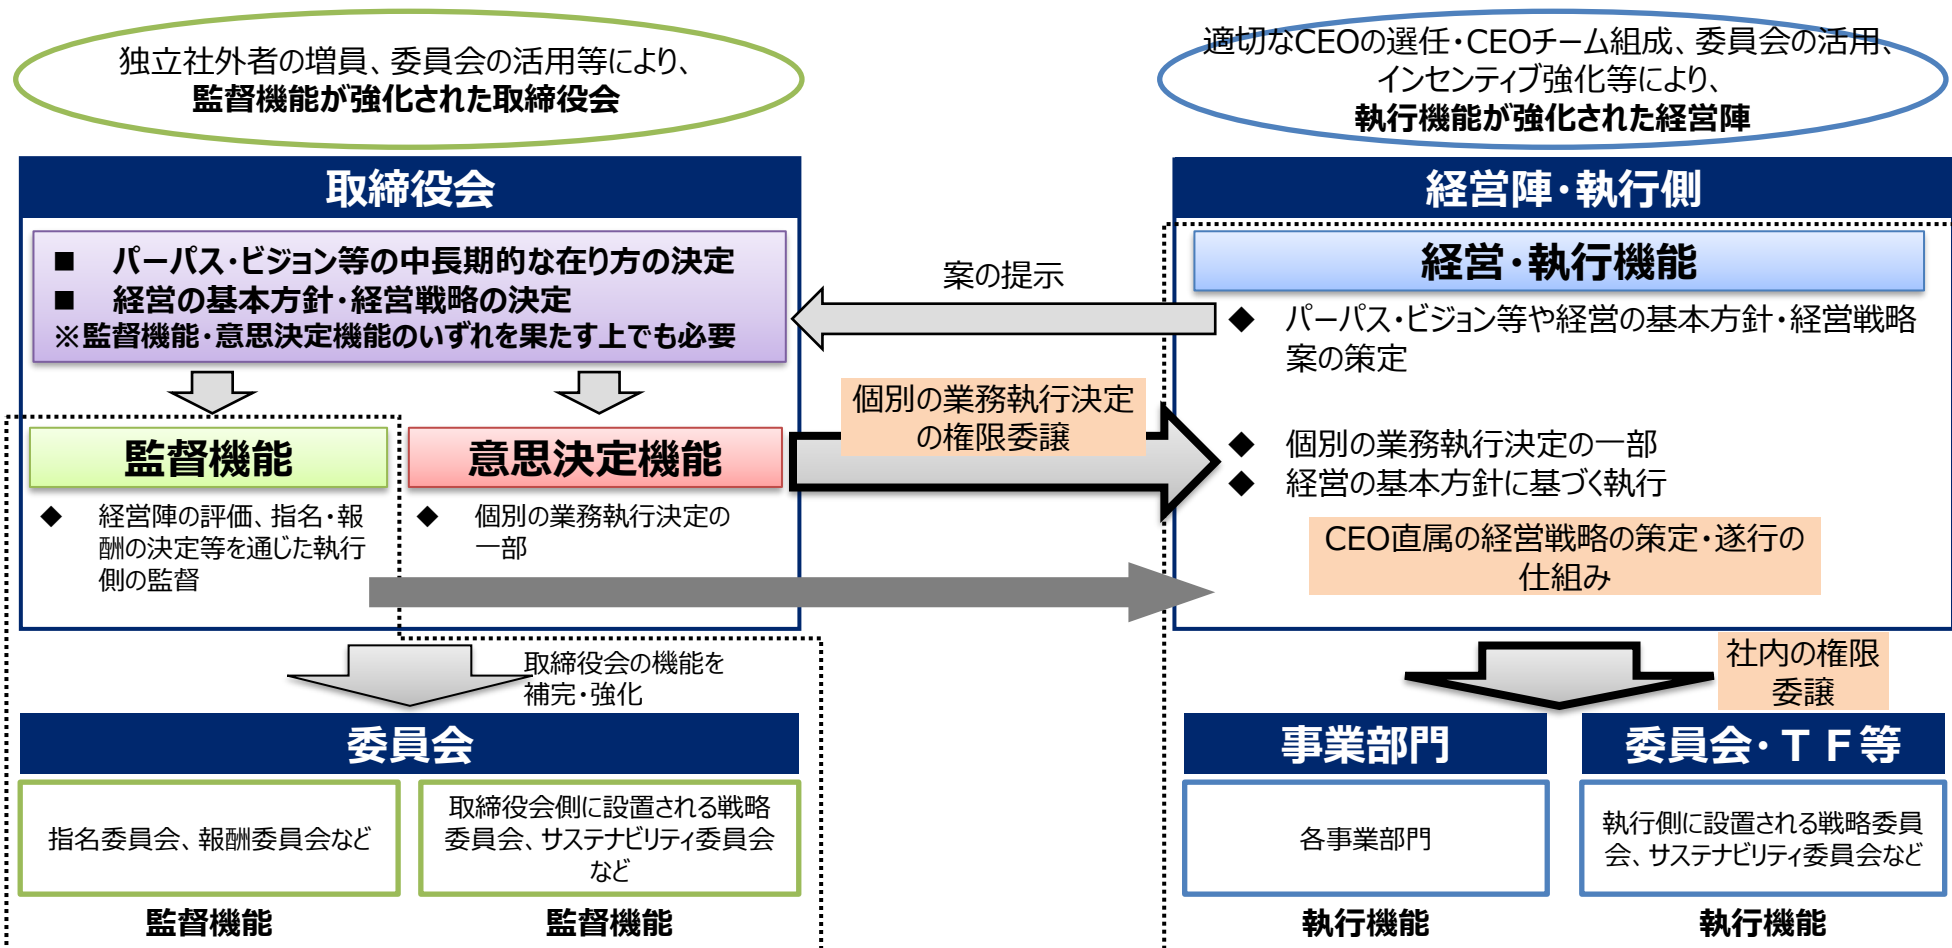 独立社外者の増員、委員会の活用等により、
監督機能が強化された取締役会
適切なCEOの選任・CEOチーム組成、委員会の活用、
インセンティブ強化等により、
執行機能が強化された経営陣
取締役会
■ パーパス・ビジョン等の中長期的な在り方の決定
■ 経営の基本方針・経営戦略の決定
※監督機能・意思決定機能のいずれを果たす上でも必要
監督機能
◆ 経営陣の評価、指名・報
酬の決定等を通じた執行
側の監督
意思決定機能
◆ 個別の業務執行決定の
一部
案の提示
個別の業務執行決定
の権限委譲
経営陣・執行側
経営・執行機能
◆ パーパス・ビジョン等や経営の基本方針・経営戦略
案の策定
◆ 個別の業務執行決定の一部
◆ 経営の基本方針に基づく執行
CEO直属の経営戦略の策定・遂行の
仕組み
取締役会の機能を
補完・強化
社内の権限
委譲
委員会
指名委員会、報酬委員会など
監督機能
取締役会側に設置される戦略
委員会、サステナビリティ委員会
など
監督機能
事業部門
各事業部門
執行機能
委員会・ＴＦ等
執行側に設置される戦略委員
会、サステナビリティ委員会など
執行機能